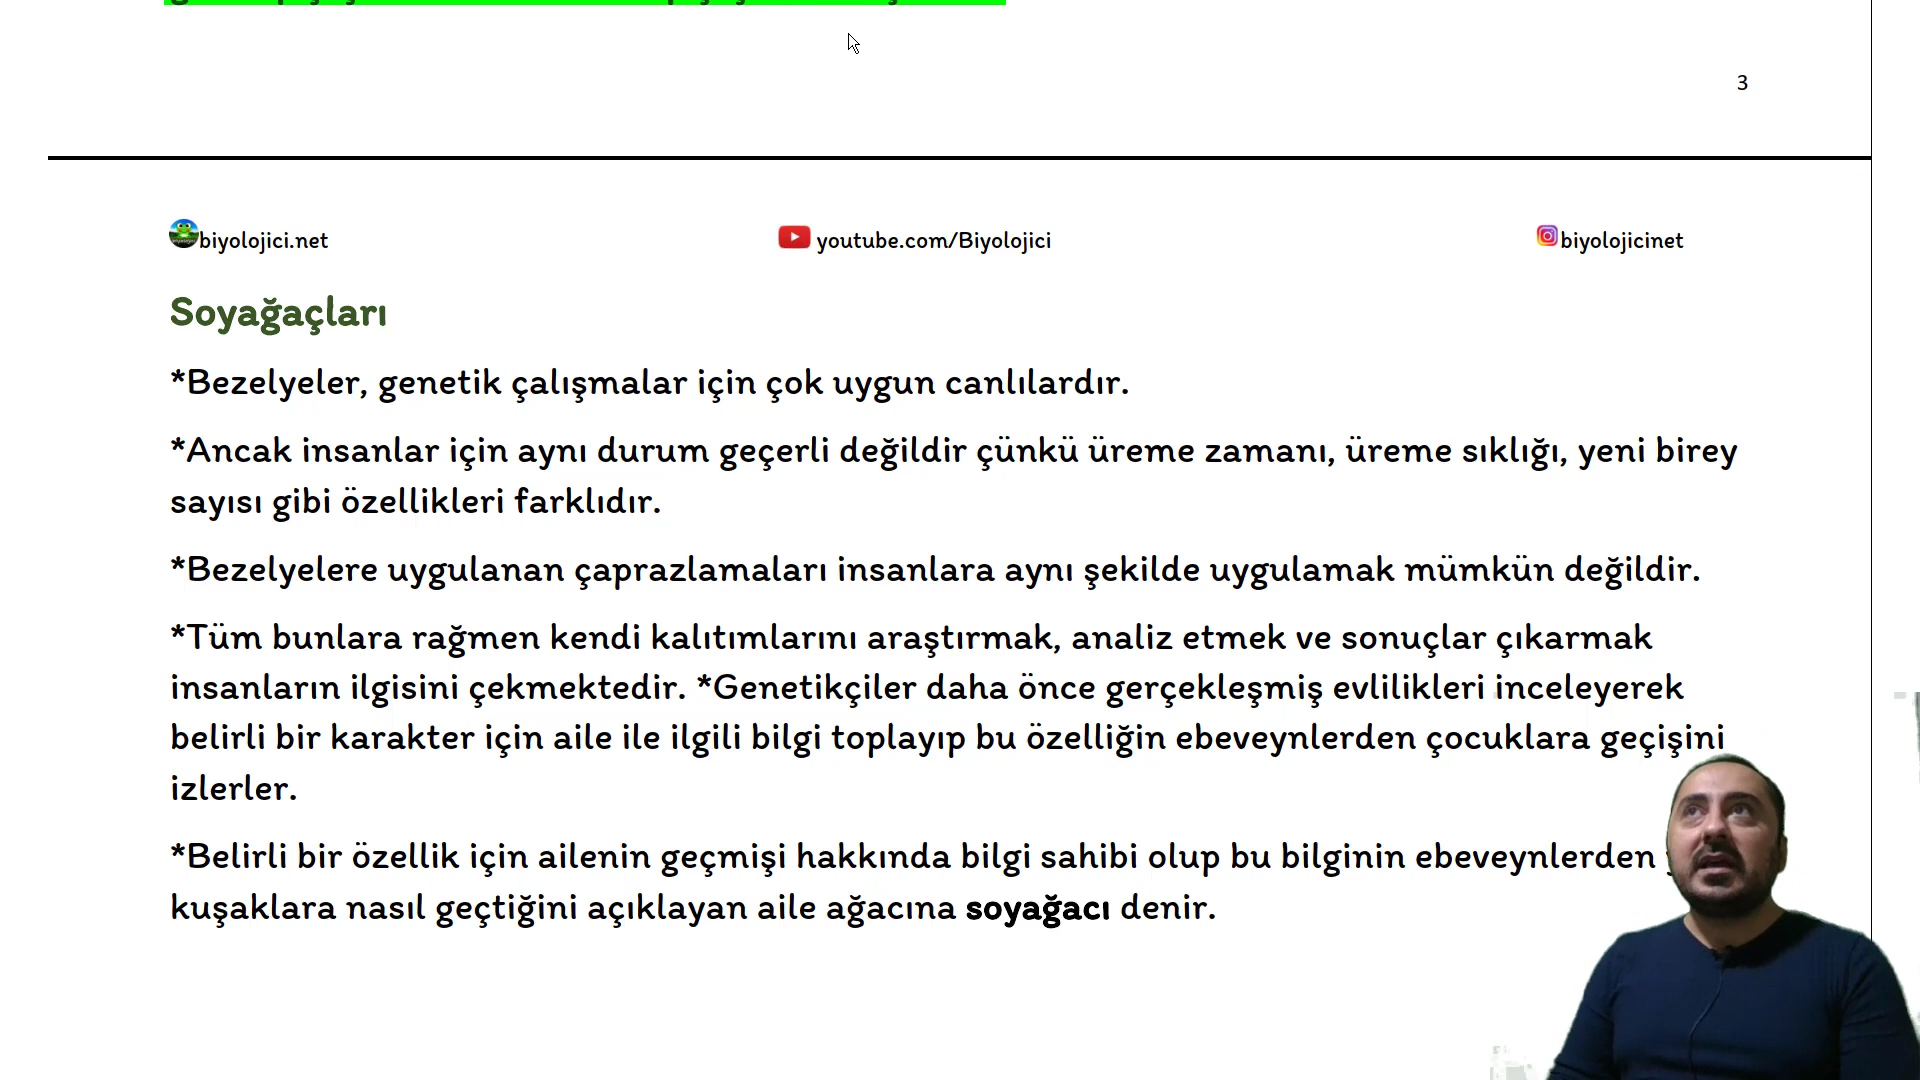 3
biyolojici.net youtube.com/Biyolojici biyolojicinet
Soyağaçları
*Bezelyeler, genetik çalışmalar için çok uygun canlılardır.
*Ancak insanlar için aynı durum geçerli değildir çünkü üreme zamanı, üreme sıklığı, yeni birey
sayısı gibi özellikleri farklıdır.
*Bezelyelere uygulanan çaprazlamaları insanlara aynı şekilde uygulamak mümkün değildir.
*Tüm bunlara rağmen kendi kalıtımlarını araştırmak, analiz etmek ve sonuçlar çıkarmak
insanların ilgisini çekmektedir. *Genetikçiler daha önce gerçekleşmiş evlilikleri inceleyerek
belirli bir karakter için aile ile ilgili bilgi toplayıp bu özelliğin ebeveynlerden çocuklara geçişini
izlerler.
*Belirli bir özellik için ailenin geçmişi hakkında bilgi sahibi olup bu bilginin ebeveynlerden
kuşaklara nasıl geçtiğini açıklayan aile ağacına soyağacı denir.